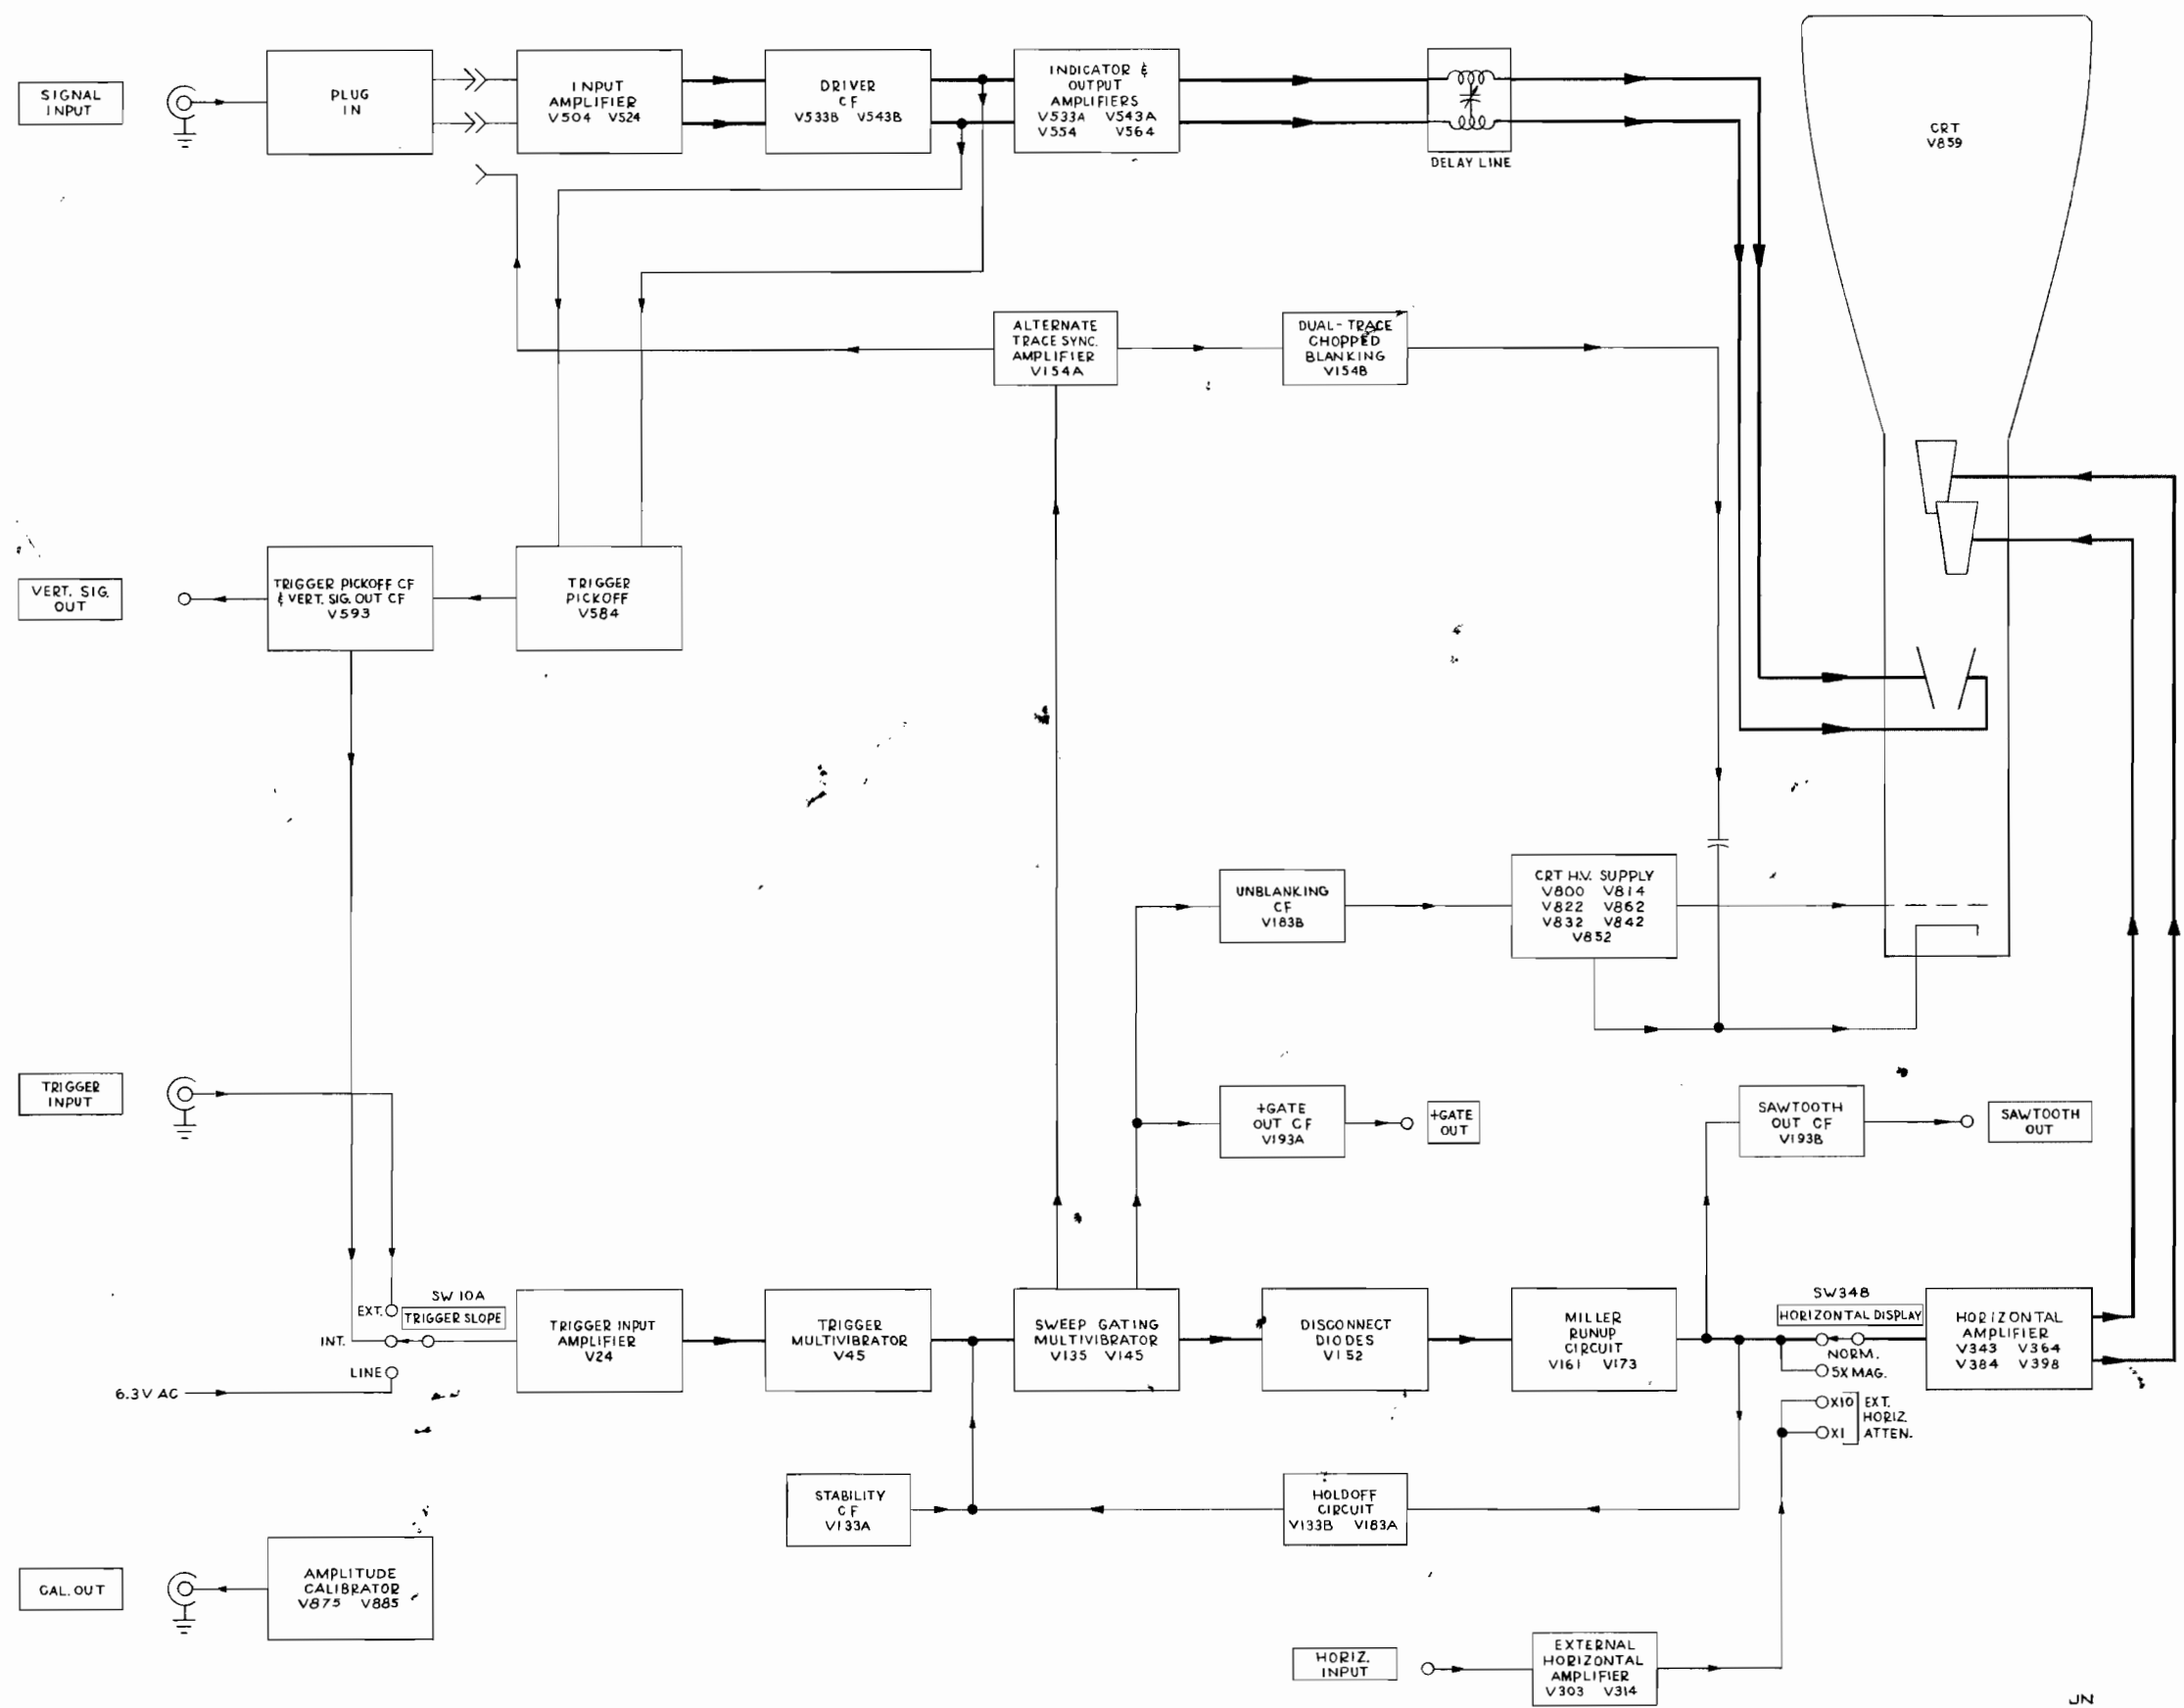 SIGNAL
INPUT
PLUG
IN
INPUT
AMPLIFIER
V504 V524
DRIVER
CF
V533B V543B
INDICATOR &
OUTPUT
AMPLIFIERS
V533A V543A
V554 V564
DELAY LINE
CRT
V859
ALTERNATE
TRACE SYNC.
AMPLIFIER
V154A
DUAL-TRACE
CHOPPED
BLANKING
V154B
VERT. SIG.
OUT
TRIGGER PICKOFF CF
& VERT. SIG. OUT CF
V593
TRIGGER
PICKOFF
V584
UNBLANKING
CF
V183B
CRT H.V. SUPPLY
V800 V814
V822 V862
V832 V842
V852
TRIGGER
INPUT
+GATE
OUT CF
V193A
+GATE
OUT
SAWTOOTH
OUT CF
V193B
SAWTOOTH
OUT
EXT.
SW 10A
TRIGGER SLOPE
INT.
LINE
6.3V AC
TRIGGER INPUT
AMPLIFIER
V24
TRIGGER
MULTIVIBRATOR
V45
SWEEP GATING
MULTIVIBRATOR
V135 V145
DISCONNECT
DIODES
V152
MILLER
RUNUP
CIRCUIT
V161 V173
SW348
HORIZONTAL DISPLAY
NORM.
5X MAG.
X10
X1
EXT.
HORIZ.
ATTEN.
HORIZONTAL
AMPLIFIER
V343 V364
V384 V398
STABILITY
CF
V133A
HOLDOFF
CIRCUIT
V133B V183A
CAL. OUT
AMPLITUDE
CALIBRATOR
V875 V885
HORIZ.
INPUT
EXTERNAL
HORIZONTAL
AMPLIFIER
V303 V314
JN